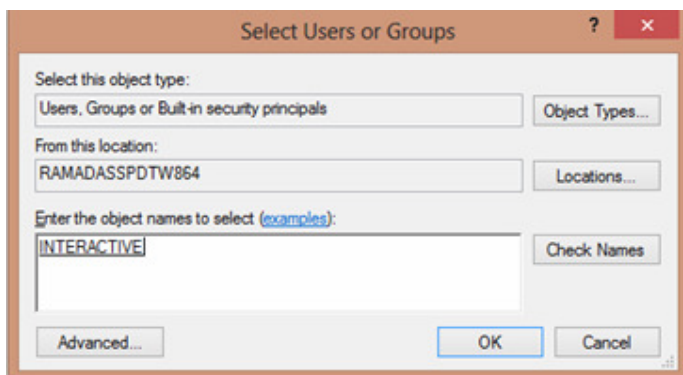 Select Users or Groups
?
Select this object type:
Users, Groups or Built-in security principals
Object Types...
From this location:
RAMADASSPDTW864
Locations...
Enter the object names to select (examples):
INTERACTIVE
Check Names
Advanced...
OK
Cancel